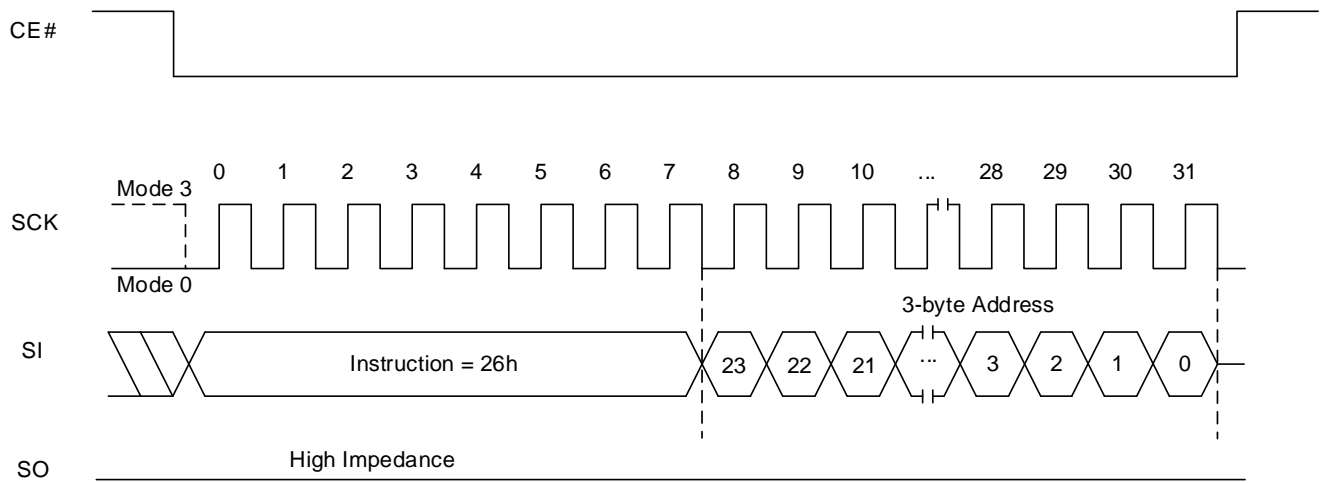 CE#
0 1 2 3 4 5 6 7 8 9 10 ... 28 29 30 31
Mode 3
SCK
Mode 0
3-byte Address
SI
Instruction = 26h
23 22 21 ... 3 2 1 0
High Impedance
SO